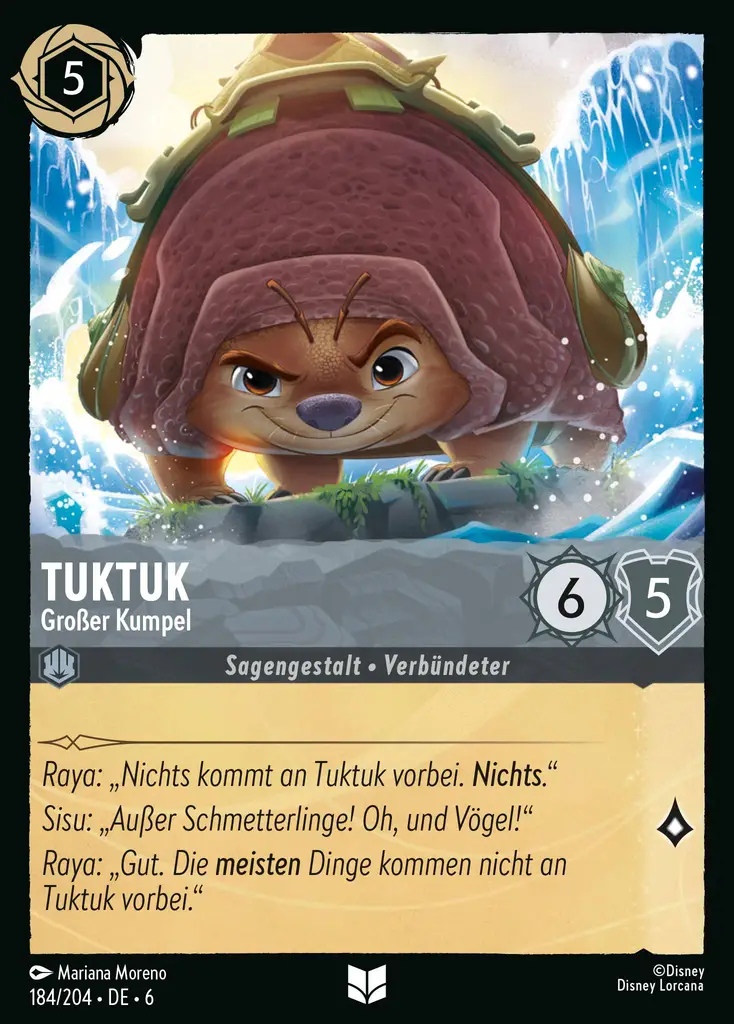 5
TUKTUK
Großer Kumpel
6
5
Sagengestalt • Verbündeter
Raya: „Nichts kommt an Tuktuk vorbei. Nichts.“
Sisu: „Außer Schmetterlinge! Oh, und Vögel!“
Raya: „Gut. Die meisten Dinge kommen nicht an
Tuktuk vorbei.“
Mariana Moreno
184/204 • DE • 6
©Disney
Disney Lorcana